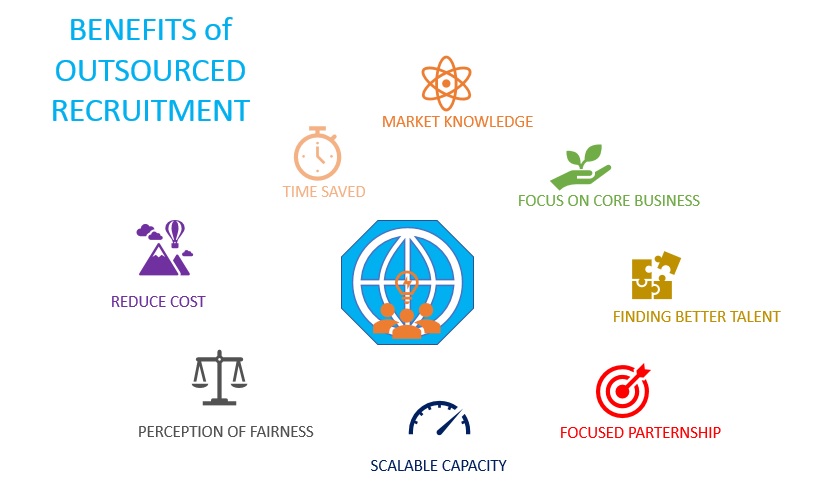 BENEFITS of
OUTSOURCED
RECRUITMENT
MARKET KNOWLEDGE
TIME SAVED
FOCUS ON CORE BUSINESS
REDUCE COST
FINDING BETTER TALENT
PERCEPTION OF FAIRNESS
FOCUSED PARTERNSHIP
SCALABLE CAPACITY